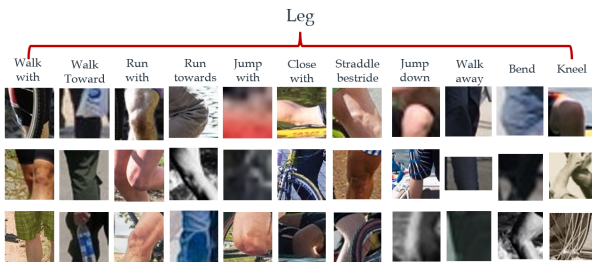 Leg
Walk with
Walk Toward
Run with
Run towards
Jump with
Close with
Straddle bestride
Jump down
Walk away
Bend
Kneel